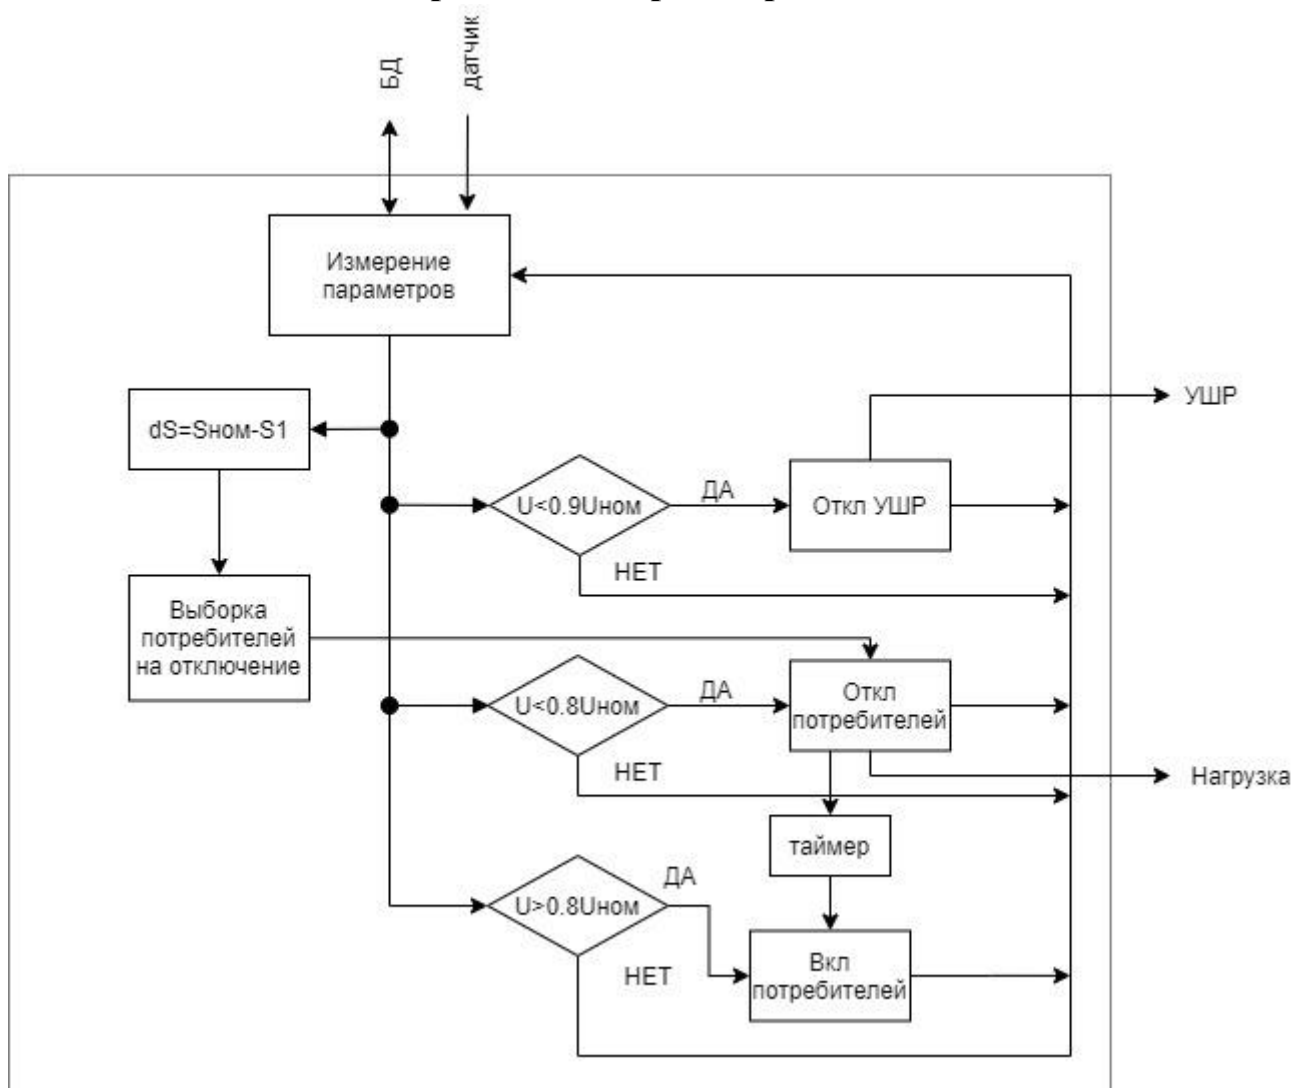 БД
датчик
Измерение
параметров
dS=Sном-S1
УШР
U<0.9Uном
ДА
Откл УШР
НЕТ
Выборка
потребителей
на отключение
U<0.8Uном
ДА
Откл
потребителей
НЕТ
Нагрузка
таймер
U>0.8Uном
ДА
НЕТ
Вкл
потребителей